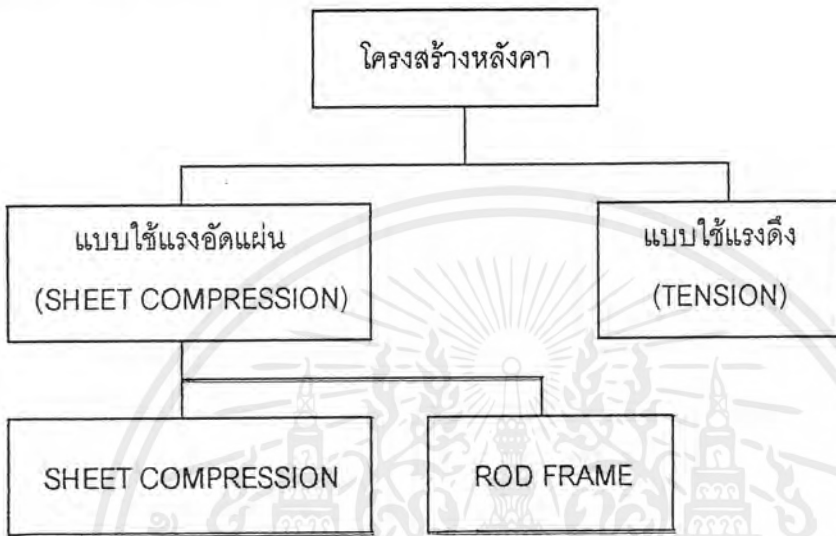 โครงสร้างหลังคา
แบบใช้แรงอัดแผ่น
(SHEET COMPRESSION)
แบบใช้แรงดึง
(TENSION)
SHEET COMPRESSION
ROD FRAME